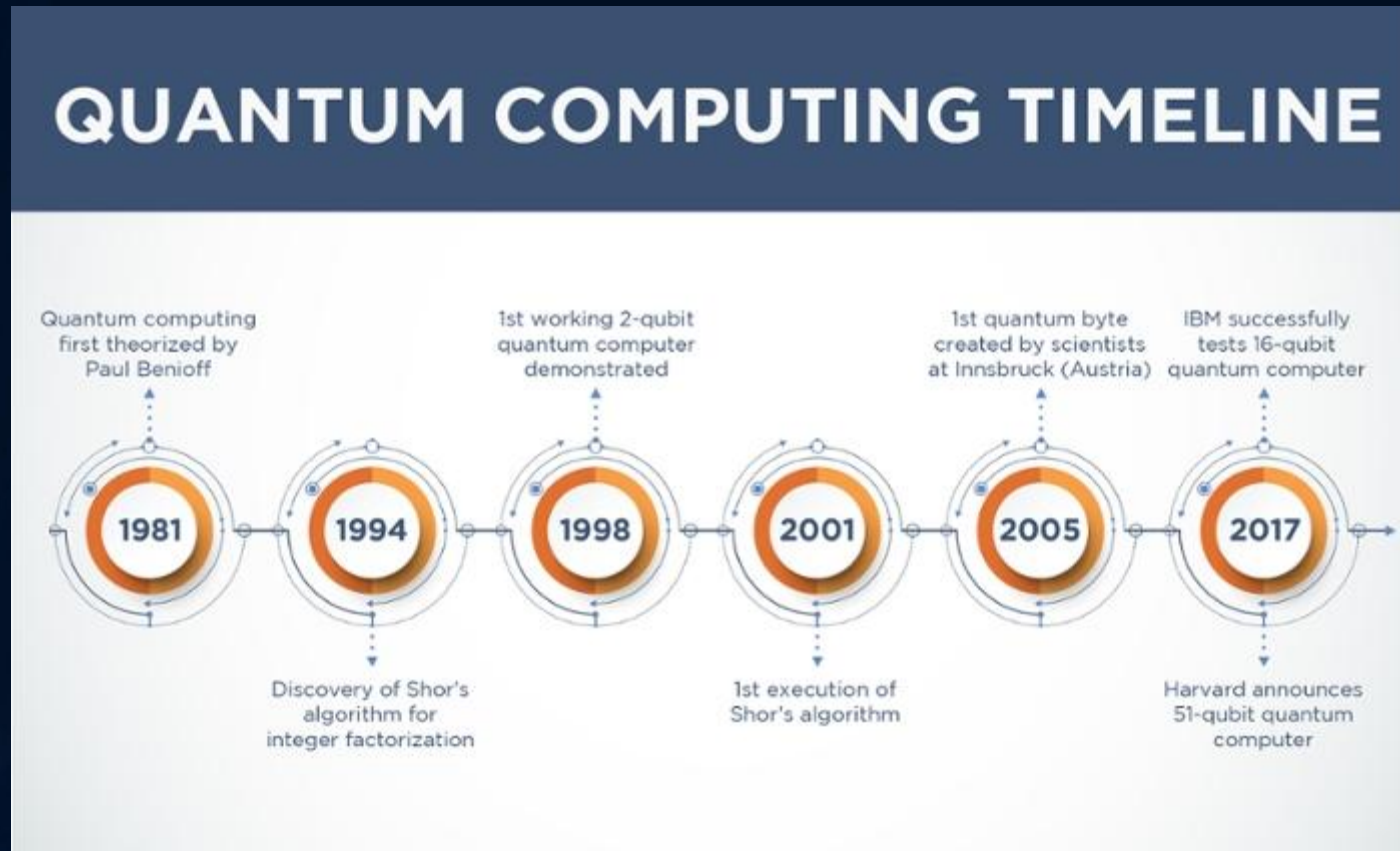 QUANTUM COMPUTING TIMELINE
Quantum computing
first theorized by
Paul Benioff
1st working 2-qubit
quantum computer
demonstrated
1st quantum byte
created by scientists
at Innsbruck (Austria)
IBM successfully
tests 16-qubit
quantum computer
1981
1994
1998
2001
2005
2017
Discovery of Shor's
algorithm for
integer factorization
1st execution of
Shor's algorithm
Harvard announces
51-qubit quantum
computer